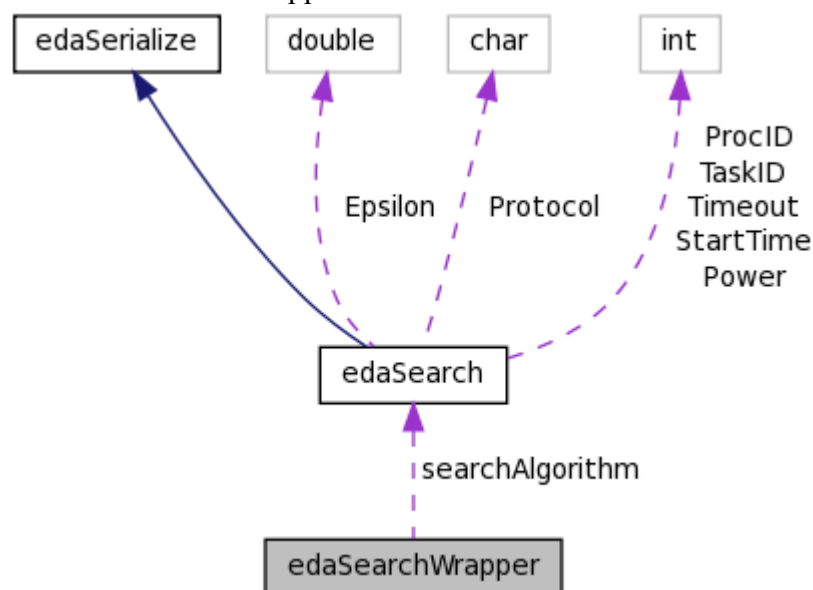 edaSerialize
double
char
int
ProcID
TaskID
Timeout
StartTime
Power
Epsilon
Protocol
edaSearch
searchAlgorithm
edaSearchWrapper